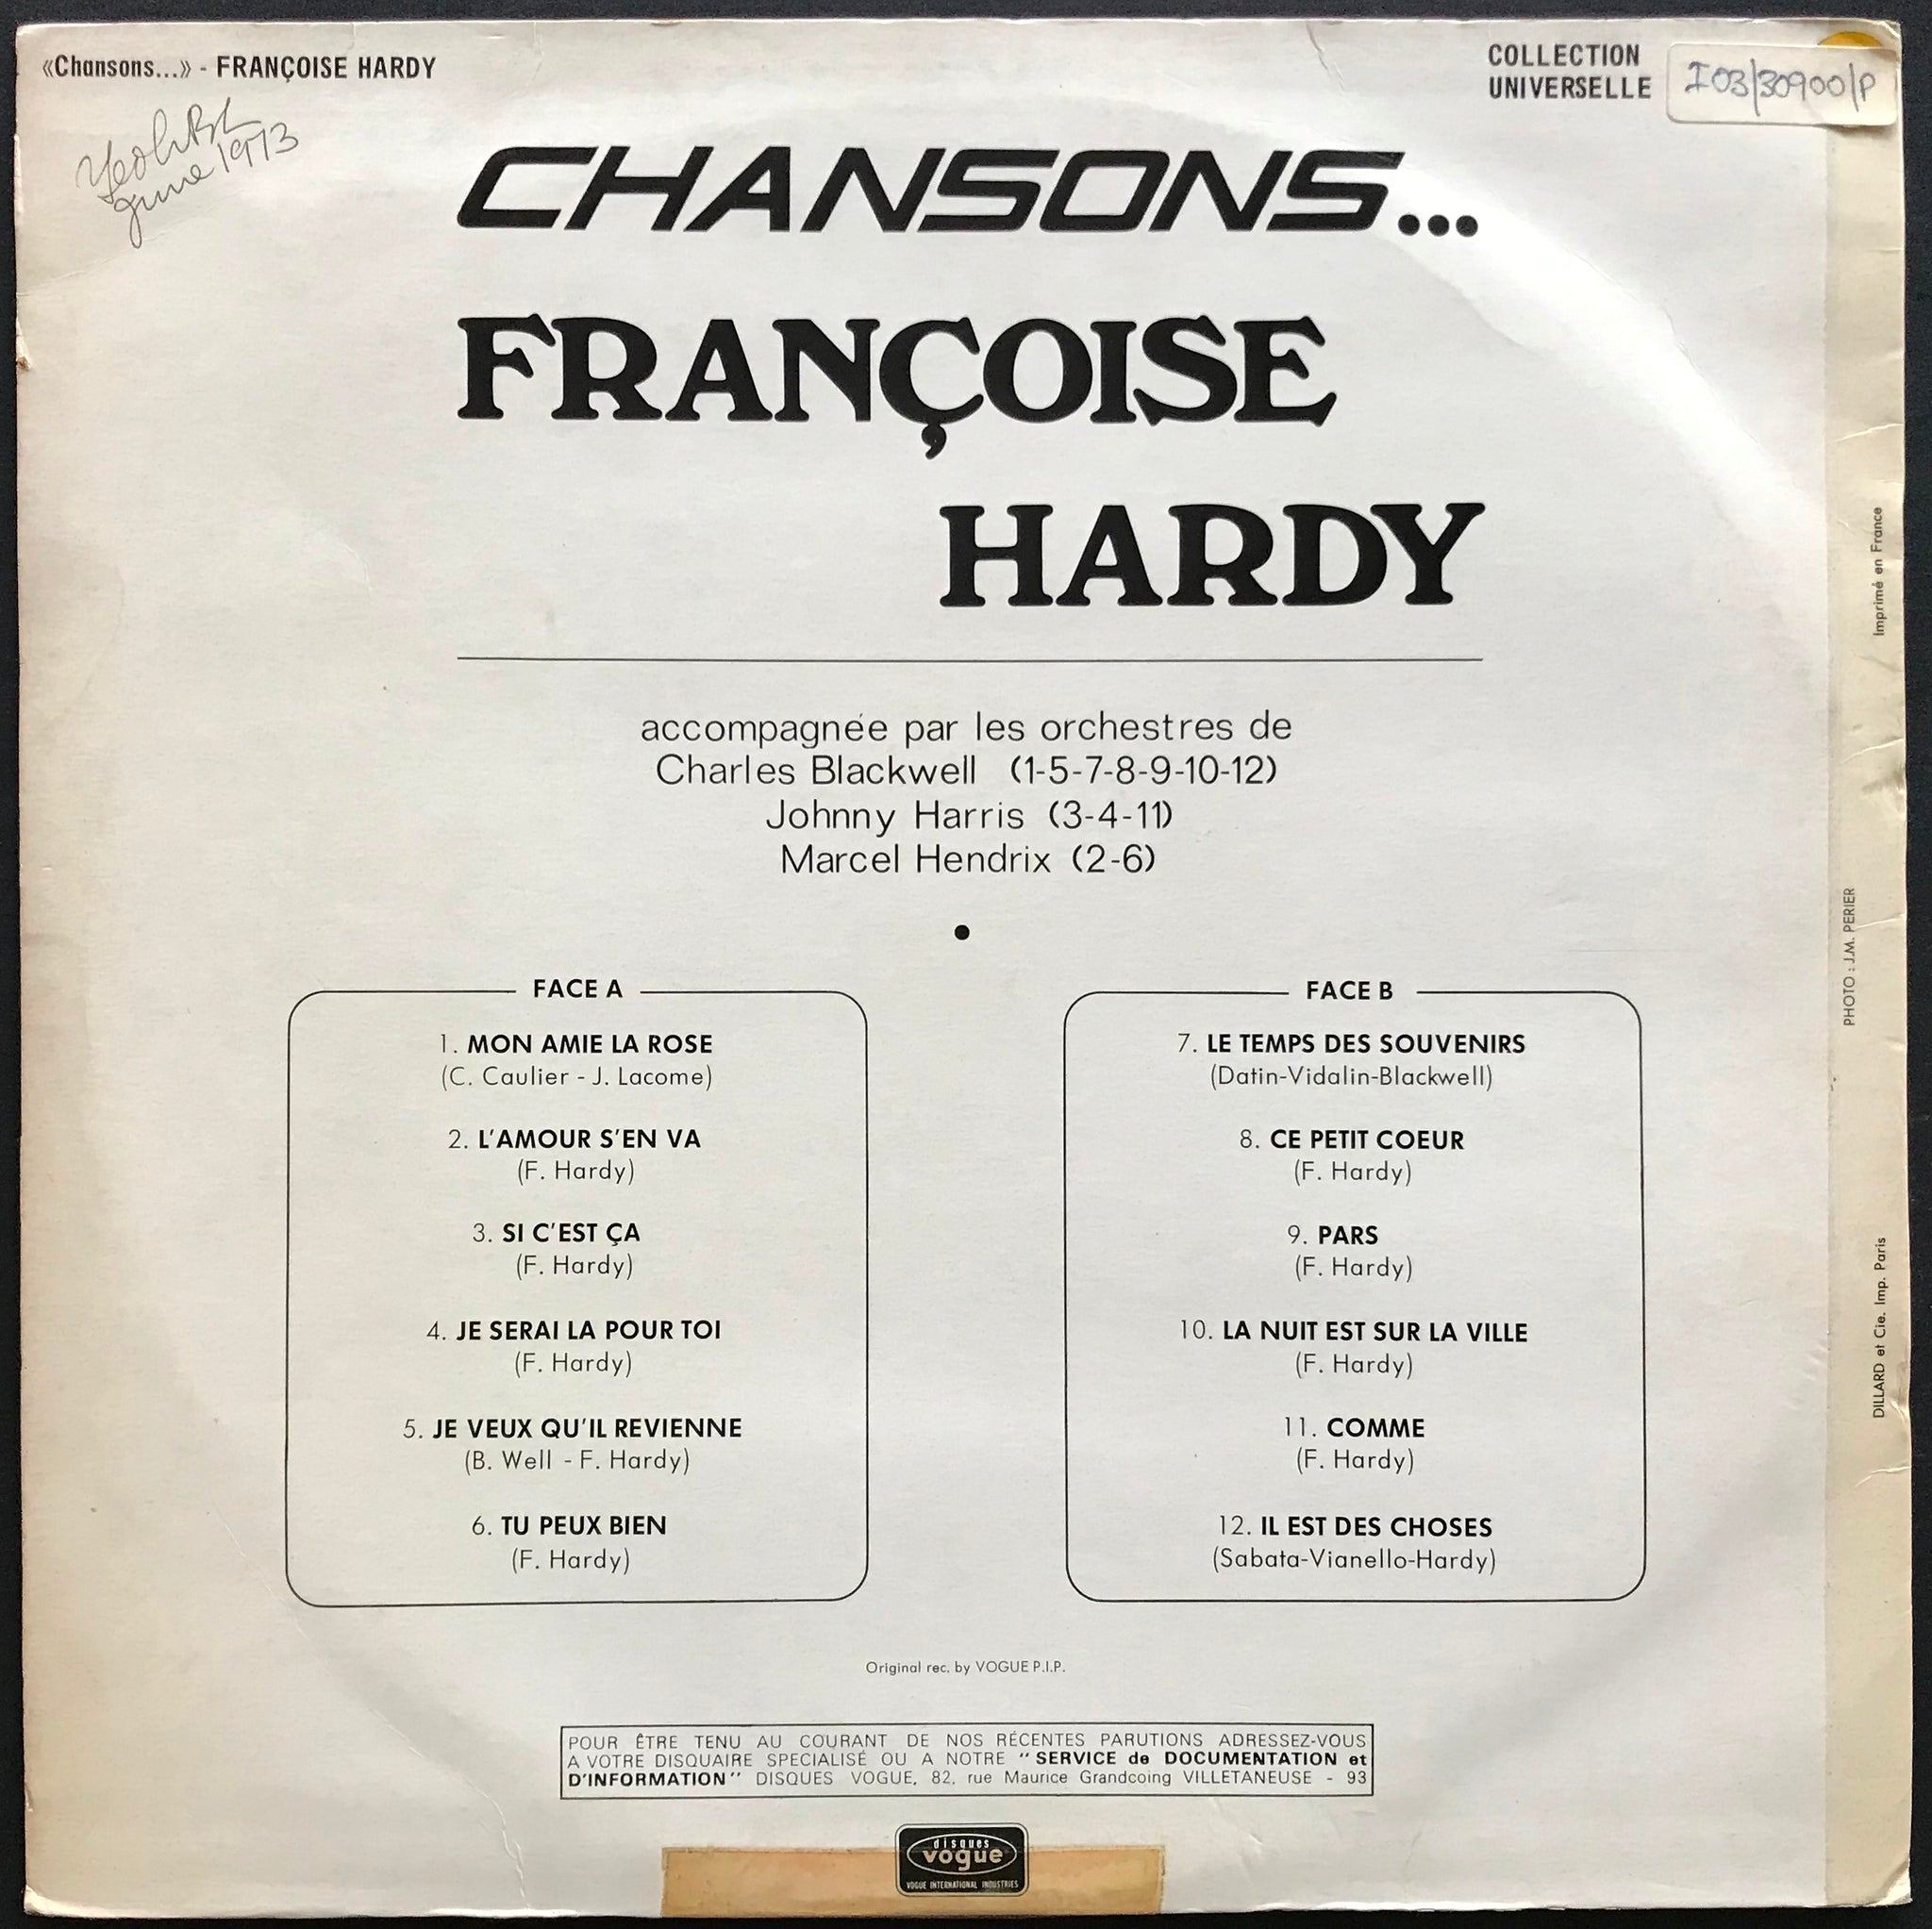 «Chansons...» - FRANÇOISE HARDY
COLLECTION
UNIVERSELLE
I03/30900/P
June 1973
CHANSONS...
FRANÇOISE
HARDY
accompagnée par les orchestres de
Charles Blackwell (1-5-7-8-9-10-12)
Johnny Harris (3-4-11)
Marcel Hendrix (2-6)
FACE A
1. MON AMIE LA ROSE
(C. Caulier - J. Lacome)
2. L'AMOUR S'EN VA
(F. Hardy)
3. SI C'EST ÇA
(F. Hardy)
4. JE SERAI LA POUR TOI
(F. Hardy)
5. JE VEUX QU'IL REVIENNE
(B. Well - F. Hardy)
6. TU PEUX BIEN
(F. Hardy)
FACE B
7. LE TEMPS DES SOUVENIRS
(Datin-Vidalin-Blackwell)
8. CE PETIT COEUR
(F. Hardy)
9. PARS
(F. Hardy)
10. LA NUIT EST SUR LA VILLE
(F. Hardy)
11. COMME
(F. Hardy)
12. IL EST DES CHOSES
(Sabata-Vianello-Hardy)
Original rec. by VOGUE P.I.P.
POUR ÊTRE TENU AU COURANT DE NOS RÉCENTES PARUTIONS ADRESSEZ-VOUS
A VOTRE DISQUAIRE SPECIALISÉ OU A NOTRE "SERVICE de DOCUMENTATION et
D'INFORMATION" DISQUES VOGUE, 82, rue Maurice Grandcoing VILLETANEUSE - 93
disques
vogue
VOGUE INTERNATIONAL INDUSTRIES
Imprimé en France
PHOTO : J.M. PERIER
DILLARD et Cie. Imp. Paris